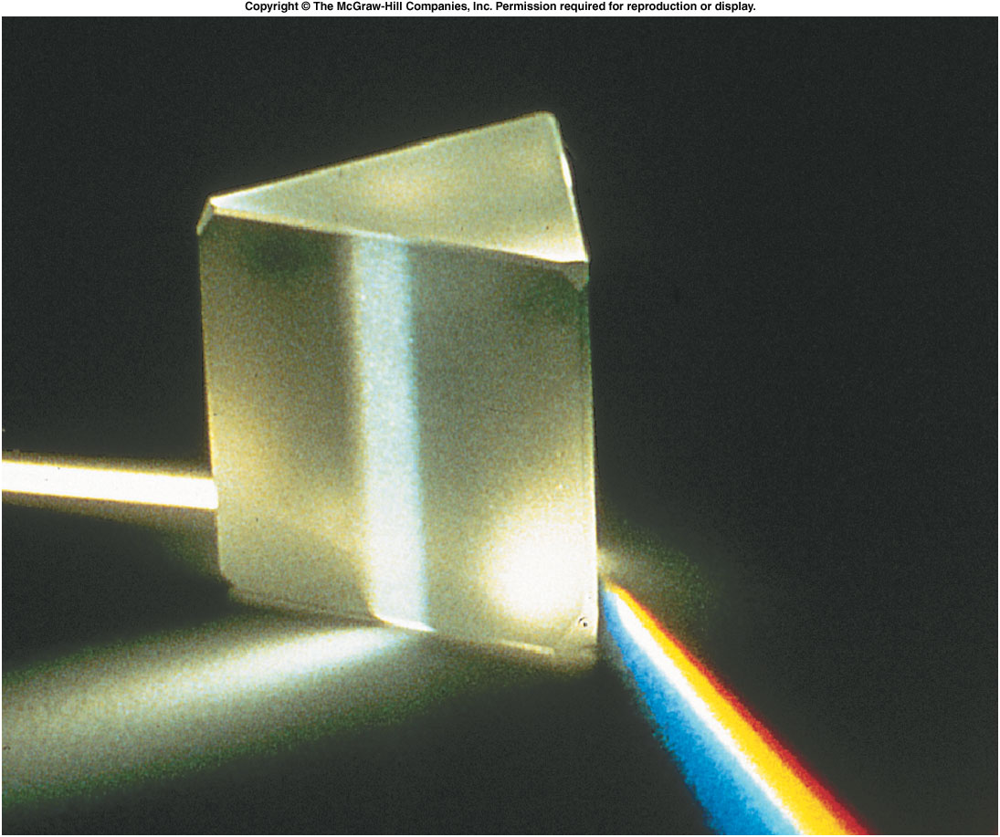 Copyright © The McGraw-Hill Companies, Inc. Permission required for reproduction or display.